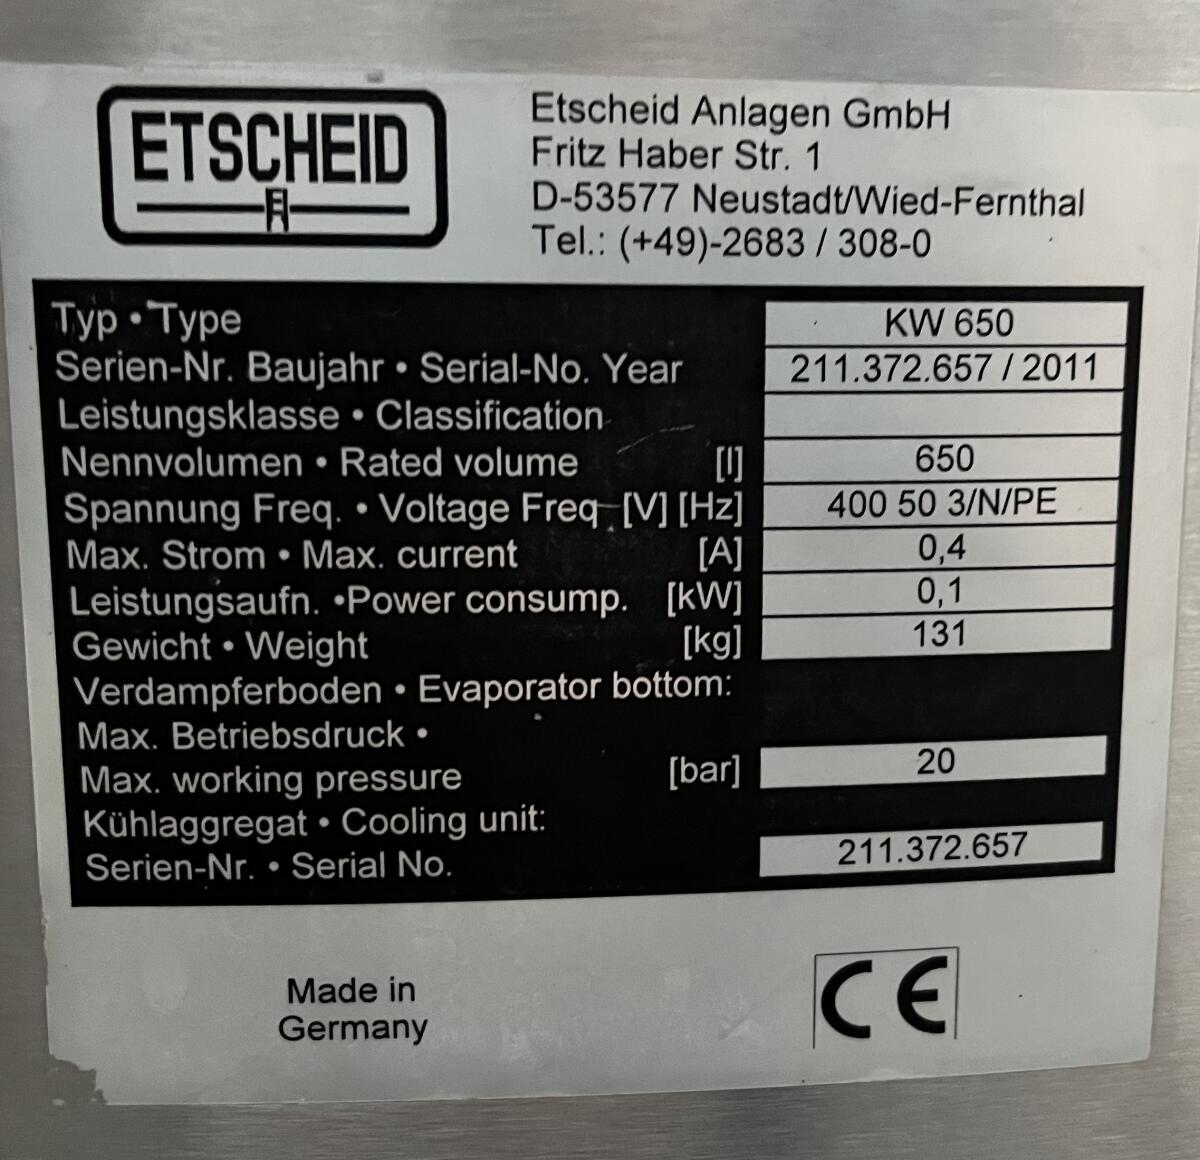 ETSCHEID
Etscheid Anlagen GmbH
Fritz Haber Str. 1
D-53577 Neustadt/Wied-Fernthal
Tel.: (+49)-2683 / 308-0
Typ • Type KW 650
Serien-Nr. Baujahr • Serial-No. Year 211.372.657 / 2011
Leistungsklasse • Classification
Nennvolumen • Rated volume [l] 650
Spannung Freq. • Voltage Freq. [V] [Hz] 400 50 3/N/PE
Max. Strom • Max. current [A] 0,4
Leistungsaufn. •Power consump. [kW] 0,1
Gewicht • Weight [kg] 131
Verdampferboden • Evaporator bottom:
Max. Betriebsdruck •
Max. working pressure [bar] 20
Kühlaggregat • Cooling unit:
Serien-Nr. • Serial No. 211.372.657
Made in
Germany
CE